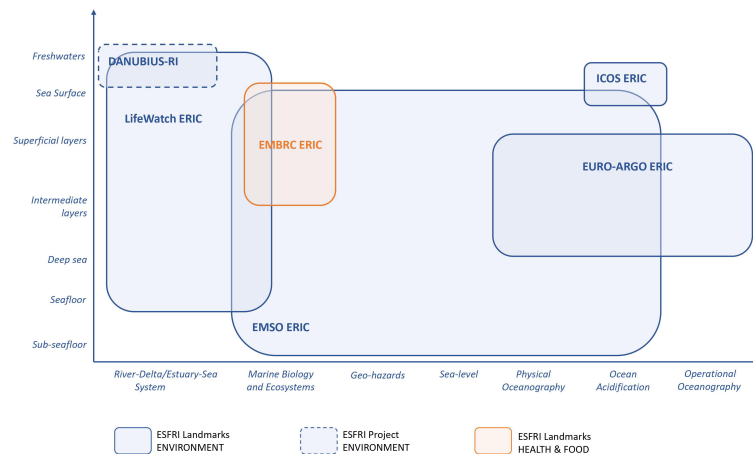 Freshwaters
DANUBIUS-RI
ICOS ERIC
Sea Surface
LifeWatch ERIC
Superficial layers
EMBRC ERIC
EURO-ARGO ERIC
Intermediate
layers
Deep sea
Seafloor
EMSO ERIC
Sub-seafloor
River-Delta/Estuary-Sea
System
Marine Biology
and Ecosystems
Geo-hazards
Sea-level
Physical
Oceanography
Ocean
Acidification
Operational
Oceanography
ESFRI Landmarks
ENVIRONMENT
ESFRI Project
ENVIRONMENT
ESFRI Landmarks
HEALTH & FOOD